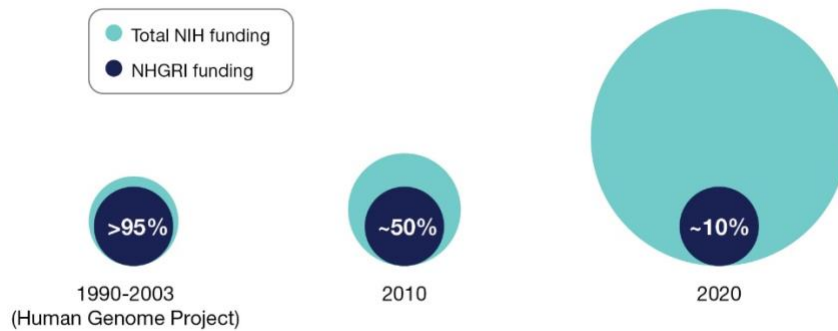 Total NIH funding
NHGRI funding
>95%
~50%
~10%
1990-2003
(Human Genome Project)
2010
2020